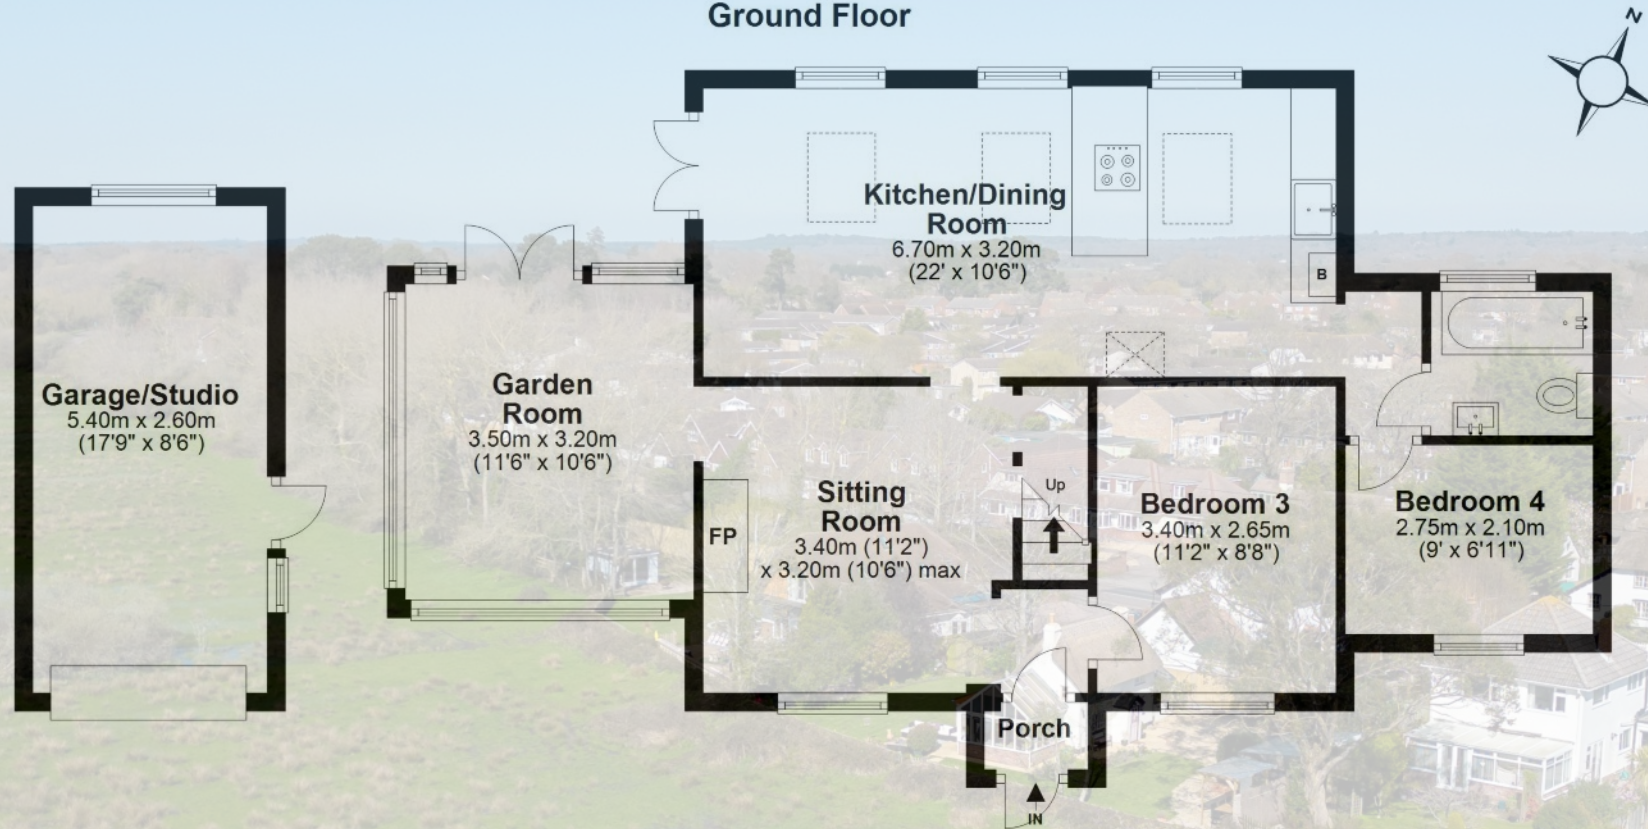 Ground Floor
N
Kitchen/Dining
Room
6.70m x 3.20m
(22' x 10'6")
B
Garage/Studio
5.40m x 2.60m
(17'9" x 8'6")
Garden
Room
3.50m x 3.20m
(11'6" x 10'6")
FP
Sitting
Room
3.40m (11'2")
x 3.20m (10'6") max
Up
Bedroom 3
3.40m x 2.65m
(11'2" x 8'8")
Bedroom 4
2.75m x 2.10m
(9' x 6'11")
Porch
IN